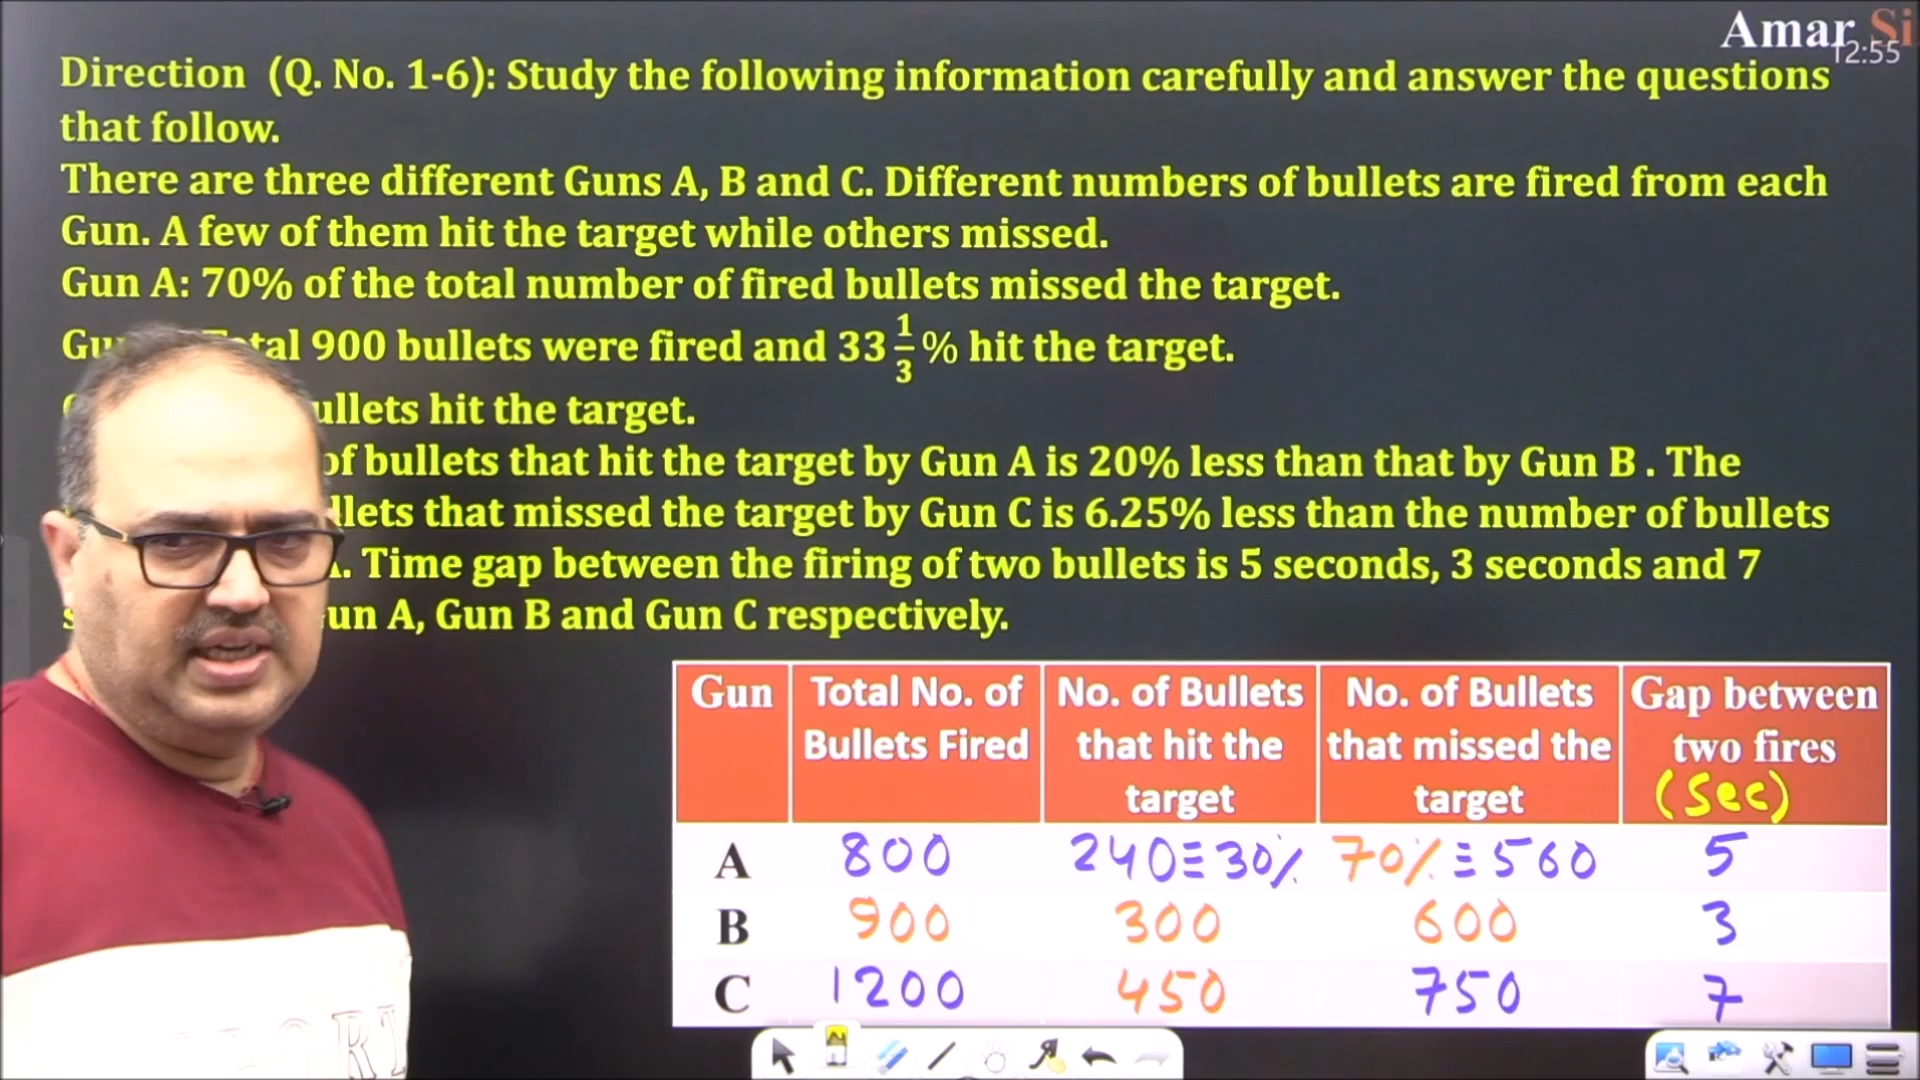 Amar Si
12:55
Direction (Q. No. 1-6): Study the following information carefully and answer the questions
that follow.
There are three different Guns A, B and C. Different numbers of bullets are fired from each
Gun. A few of them hit the target while others missed.
Gun A: 70% of the total number of fired bullets missed the target.
900 bullets were fired and 33 1/3 % hit the target.
hit the target.
of bullets that hit the target by Gun A is 20% less than that by Gun B . The
that missed the target by Gun C is 6.25% less than the number of bullets
. Time gap between the firing of two bullets is 5 seconds, 3 seconds and 7
A, Gun B and Gun C respectively.
Gun Total No. of Bullets Fired No. of Bullets that hit the target No. of Bullets that missed the target Gap between two fires (Sec)
A 800 240≡30% 70%≡560 5
B 900 300 600 3
C 1200 450 750 7